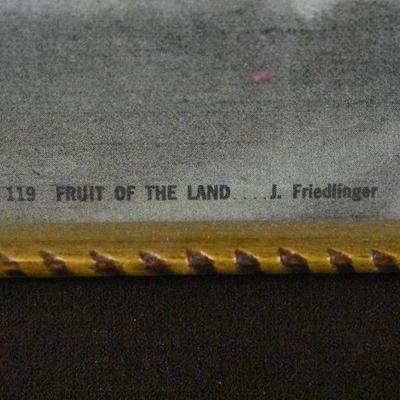 119 FRUIT OF THE LAND....J. Friedlinger